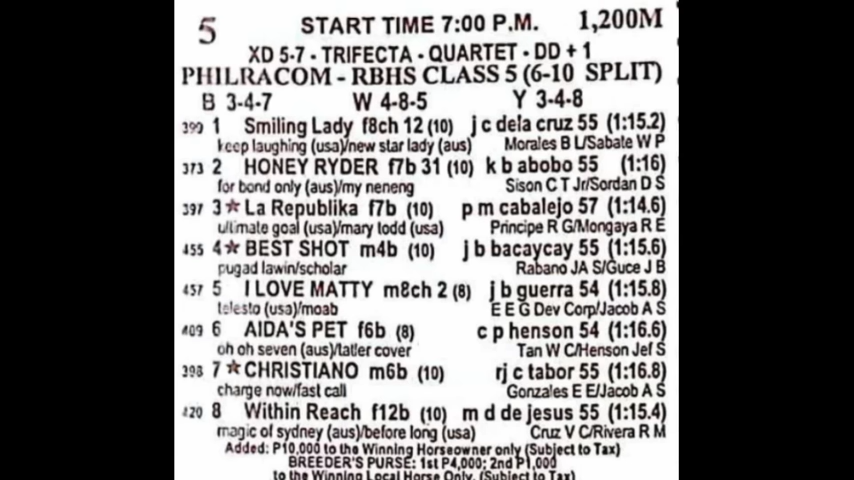 5 START TIME 7:00 P.M. 1,200M
XD 5-7 - TRIFECTA - QUARTET - DD + 1
PHILRACOM - RBHS CLASS 5 (6-10 SPLIT)
B 3-4-7 W 4-8-5 Y 3-4-8
399 1 Smiling Lady f8ch 12 (10) j c dela cruz 55 (1:15.2)
keep laughing (usa)/new star lady (aus) Morales B L/Sabate W P
373 2 HONEY RYDER f7b 31 (10) k b abobo 55 (1:16)
for bond only (aus)/my neneng Sison C T Jr/Sordan D S
397 3★ La Republika f7b (10) p m cabalejo 57 (1:14.6)
ultimate goal (usa)/mary todd (usa) Principe R G/Mongaya R E
455 4★ BEST SHOT m4b (10) j b bacaycay 55 (1:15.6)
pugad lawin/scholar Rabano JA S/Guce J B
457 5 I LOVE MATTY m8ch 2 (8) j b guerra 54 (1:15.8)
telesto (usa)/moab E E G Dev Corp/Jacob A S
409 6 AIDA'S PET f6b (8) c p henson 54 (1:16.6)
oh oh seven (aus)/tatler cover Tan W C/Henson Jef S
398 7★ CHRISTIANO m6b (10) rj c tabor 55 (1:16.8)
charge now/fast call Gonzales E E/Jacob A S
420 8 Within Reach f12b (10) m d de jesus 55 (1:15.4)
magic of sydney (aus)/before long (usa) Cruz V C/Rivera R M
Added: P10,000 to the Winning Horseowner only (Subject to Tax)
BREEDER'S PURSE: 1st P4,000; 2nd P1,000
to the Winning Local Horse Only. (Subject to Tax)